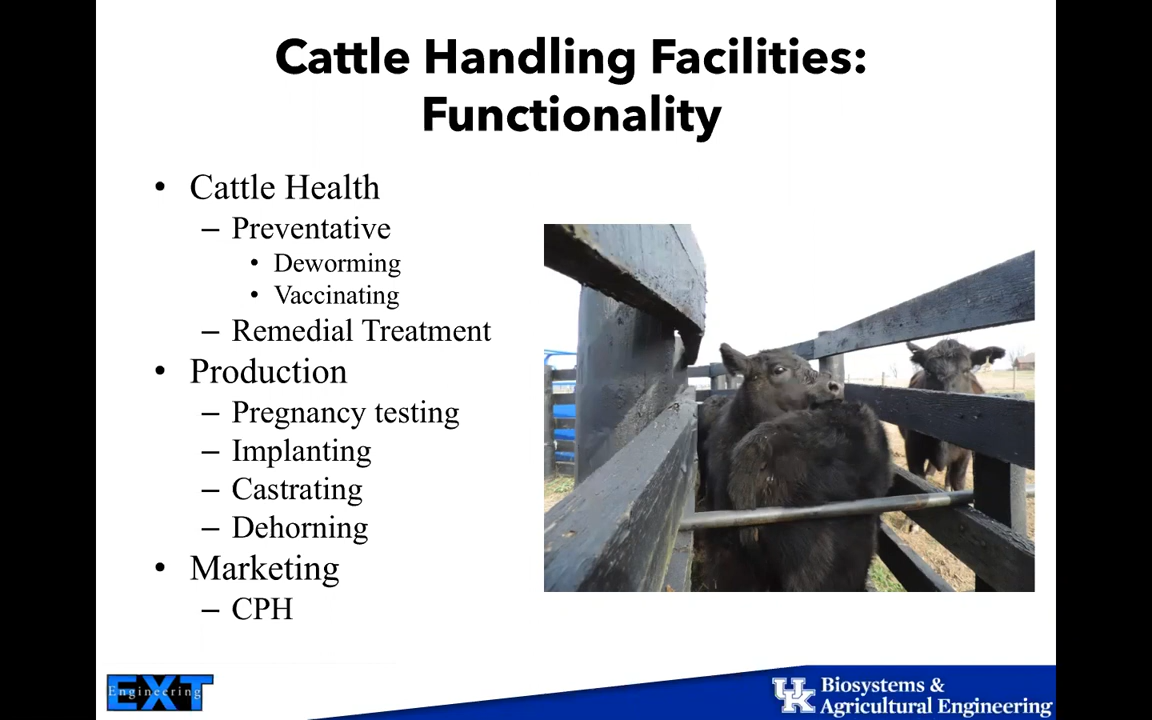 Cattle Handling Facilities:
Functionality
• Cattle Health
– Preventative
• Deworming
• Vaccinating
– Remedial Treatment
• Production
– Pregnancy testing
– Implanting
– Castrating
– Dehorning
• Marketing
– CPH
EXT
Engineering
UK
Biosystems &
Agricultural Engineering